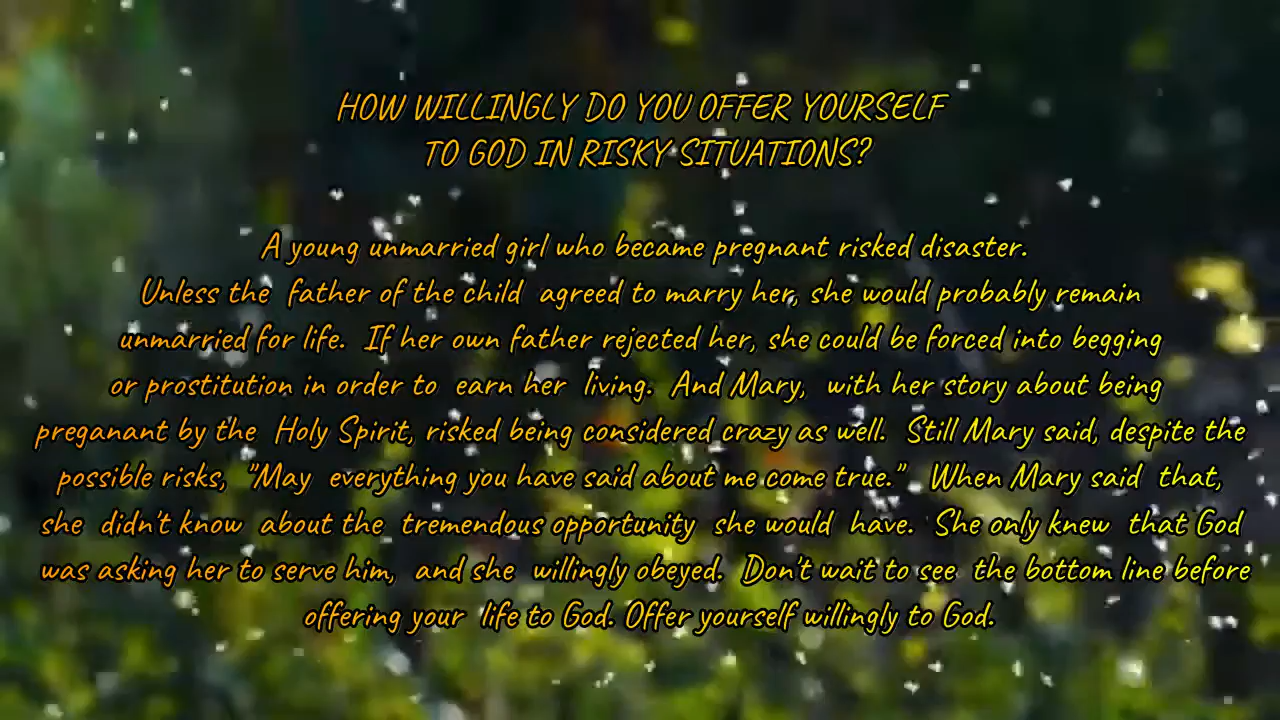 HOW WILLINGLY DO YOU OFFER YOURSELF
TO GOD IN RISKY SITUATIONS?
A young unmarried girl who became pregnant risked disaster.
Unless the father of the child agreed to marry her, she would probably remain
unmarried for life. If her own father rejected her, she could be forced into begging
or prostitution in order to earn her living. And Mary, with her story about being
preganant by the Holy Spirit, risked being considered crazy as well. Still Mary said, despite the
possible risks, "May everything you have said about me come true." When Mary said that,
she didn't know about the tremendous opportunity she would have. She only knew that God
was asking her to serve him, and she willingly obeyed. Don't wait to see the bottom line before
offering your life to God. Offer yourself willingly to God.